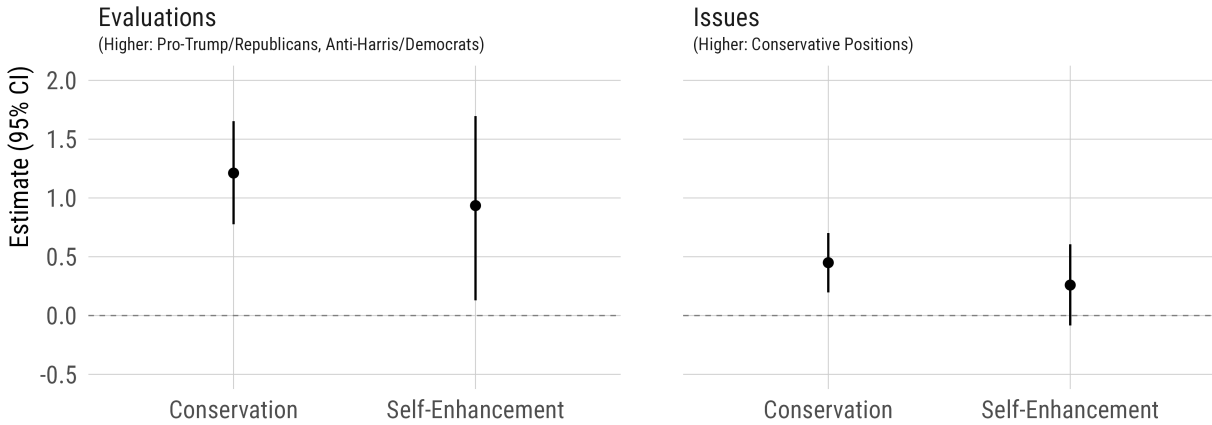 Evaluations
(Higher: Pro-Trump/Republicans, Anti-Harris/Democrats)
Issues
(Higher: Conservative Positions)
Estimate (95% CI)
2.0
1.5
1.0
0.5
0.0
-0.5
Conservation
Self-Enhancement
Conservation
Self-Enhancement